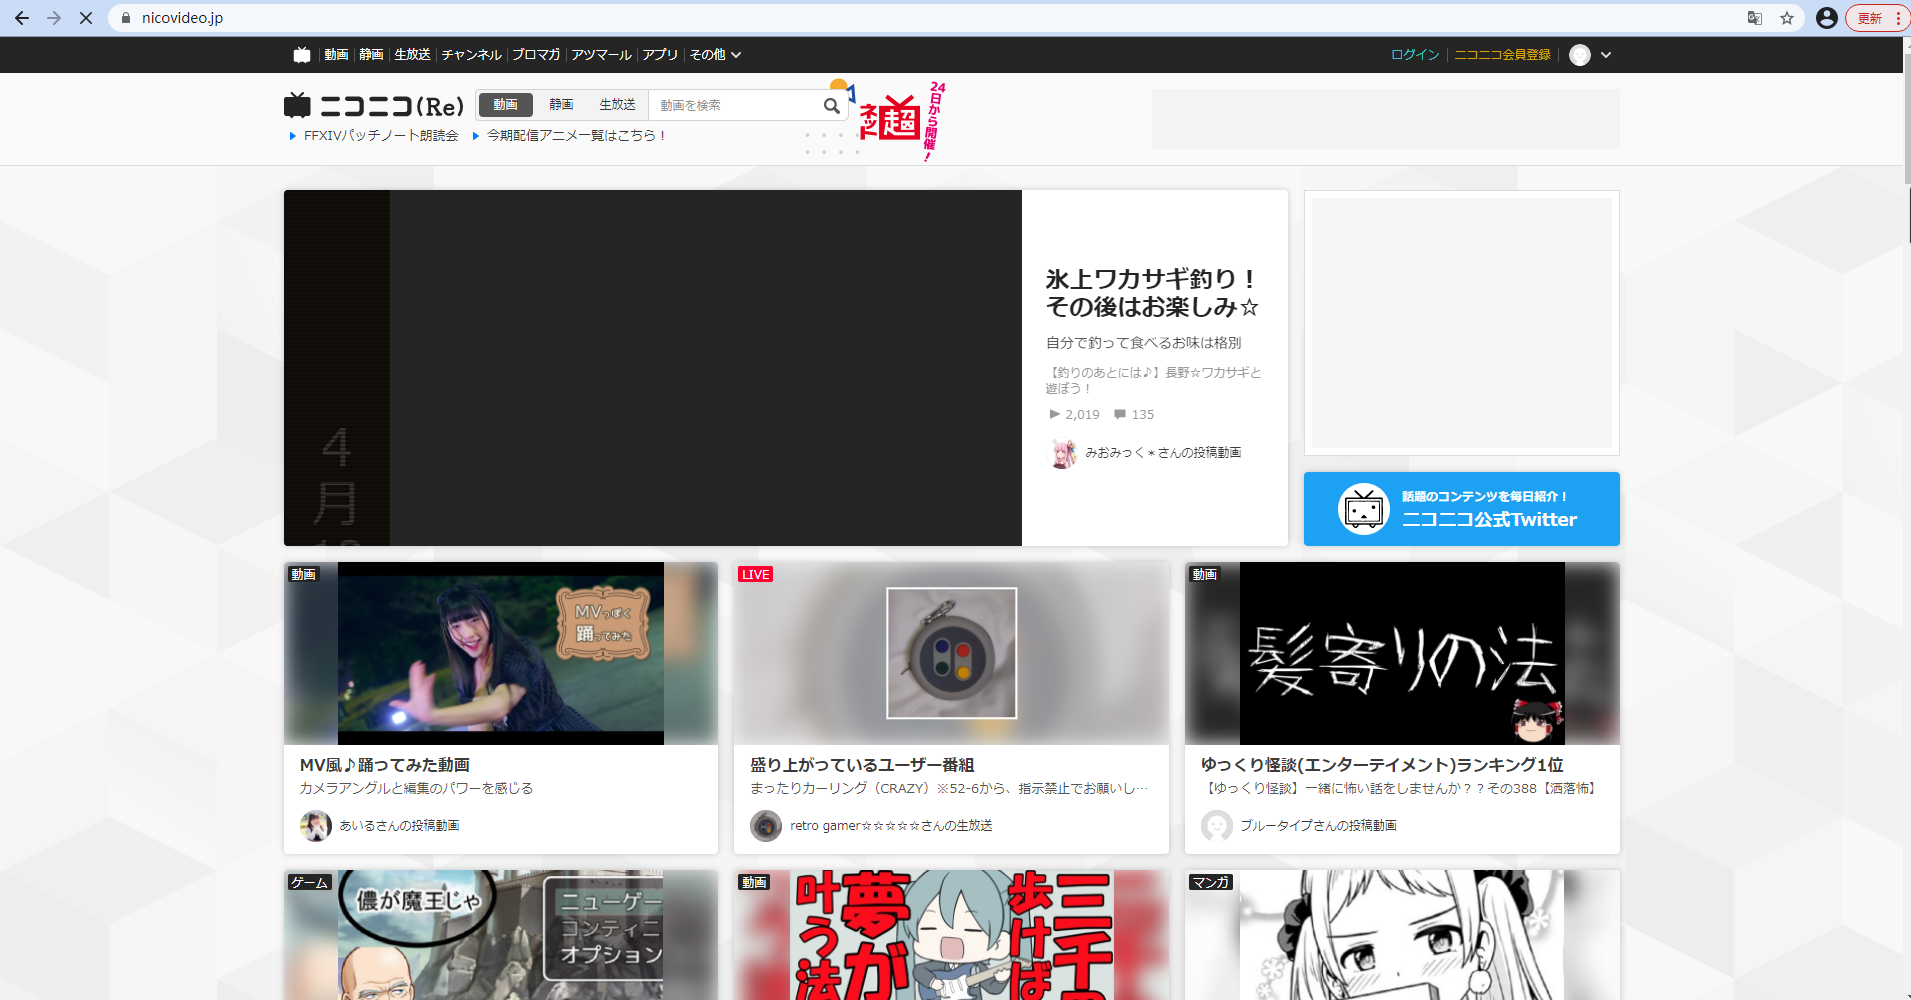 nicovideo.jp
更新
動画 静画 生放送 チャンネル ブロマガ アツマール アプリ その他
ログイン ニコニコ会員登録
ニコニコ(Re)
動画 静画 生放送 動画を検索
ネット超
24日から開催!
FFXIVパッチノート朗読会 今期配信アニメ一覧はこちら!
4
月
氷上ワカサギ釣り!
その後はお楽しみ☆
自分で釣って食べるお味は格別
【釣りのあとには♪】長野☆ワカサギと
遊ぼう!
2,019 135
みおみっく＊さんの投稿動画
話題のコンテンツを毎日紹介!
ニコニコ公式Twitter
動画
MVっぽく
踊ってみた
MV風♪踊ってみた動画
カメラアングルと編集のパワーを感じる
あいるさんの投稿動画
LIVE
盛り上がっているユーザー番組
まったりカーリング（CRAZY）※52-6から、指示禁止でお願いし…
retro gamer☆☆☆☆☆さんの生放送
動画
髪寄りの法
ゆっくり怪談(エンターテイメント)ランキング1位
【ゆっくり怪談】一緒に怖い話をしませんか？？その388【洒落怖】
ブルータイプさんの投稿動画
ゲーム
儂が魔王じゃ
ニューゲー
コンティニ
オプション
動画
三千
歩けば
夢が
叶う法
マンガ